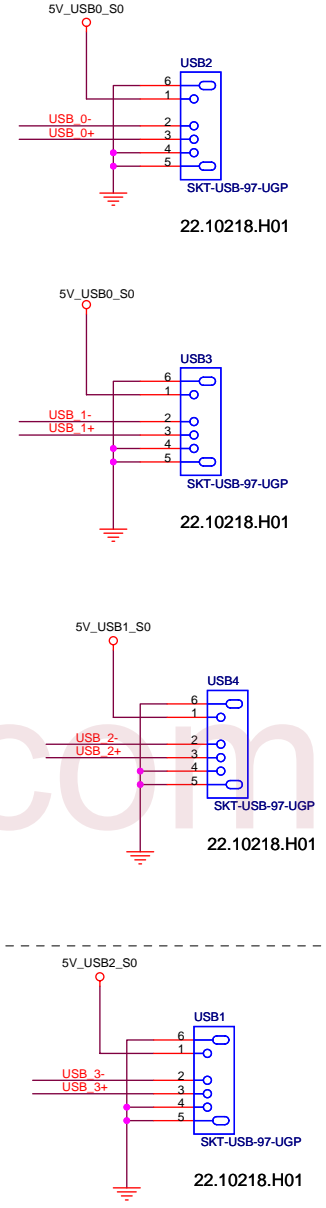 5V_USB0_S0
USB2
6
1
USB_0-
2
USB_0+
3
4
5
SKT-USB-97-UGP
22.10218.H01
5V_USB0_S0
USB3
6
1
USB_1-
2
USB_1+
3
4
5
SKT-USB-97-UGP
22.10218.H01
5V_USB1_S0
USB4
6
1
USB_2-
2
USB_2+
3
4
5
com
SKT-USB-97-UGP
22.10218.H01
5V_USB2_S0
USB1
6
1
USB_3-
2
USB_3+
3
4
5
SKT-USB-97-UGP
22.10218.H01